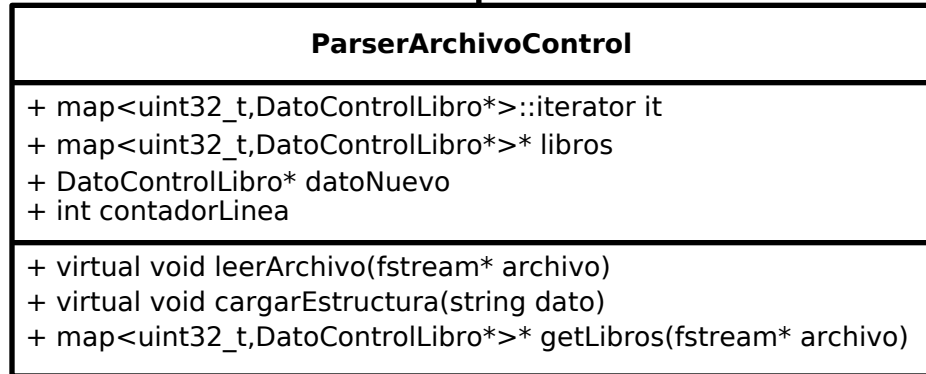 ParserArchivoControl
+ map<uint32_t,DatoControlLibro*>::iterator it
+ map<uint32_t,DatoControlLibro*>* libros
+ DatoControlLibro* datoNuevo
+ int contadorLinea
+ virtual void leerArchivo(fstream* archivo)
+ virtual void cargarEstructura(string dato)
+ map<uint32_t,DatoControlLibro*>* getLibros(fstream* archivo)